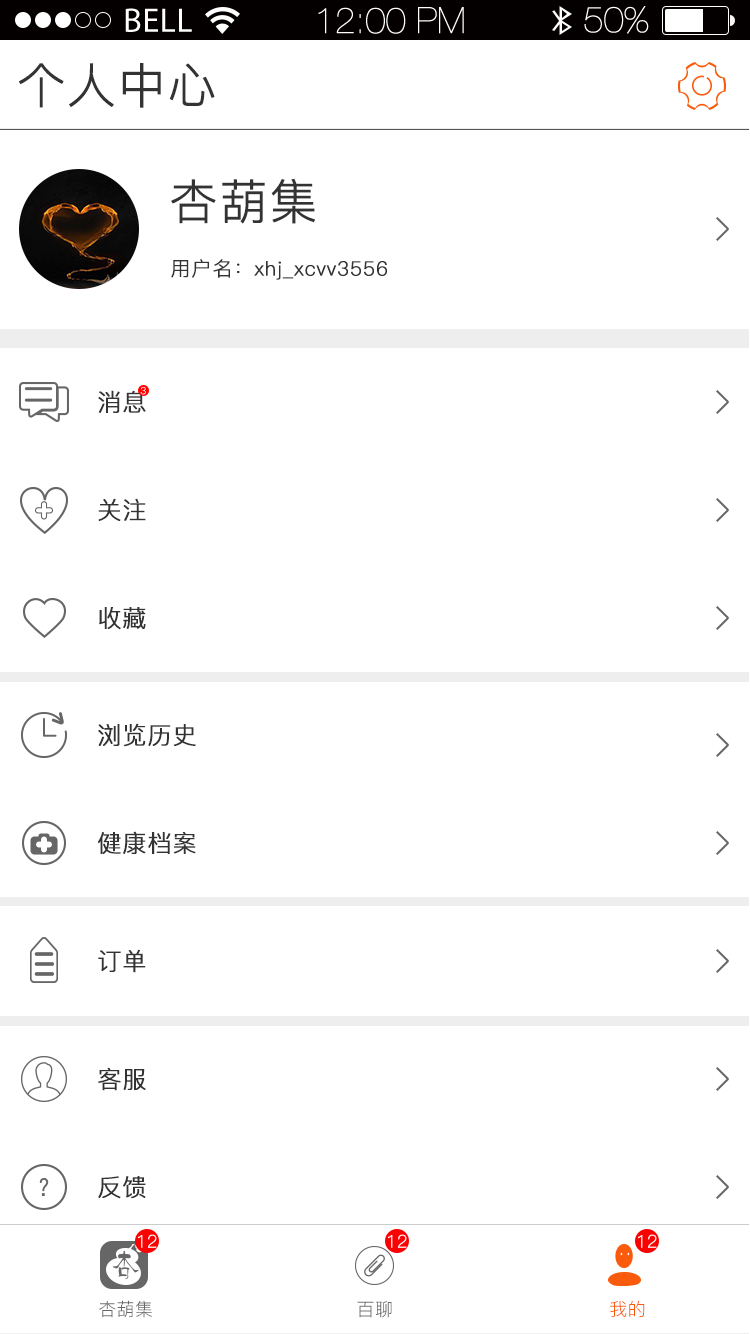 BELL 12:00 PM 50%
个人中心
杏葫集
用户名：xhj_xcvv3556
消息 3
关注
收藏
浏览历史
健康档案
订单
客服
? 反馈
杏 12 12 12
杏葫集 百聊 我的